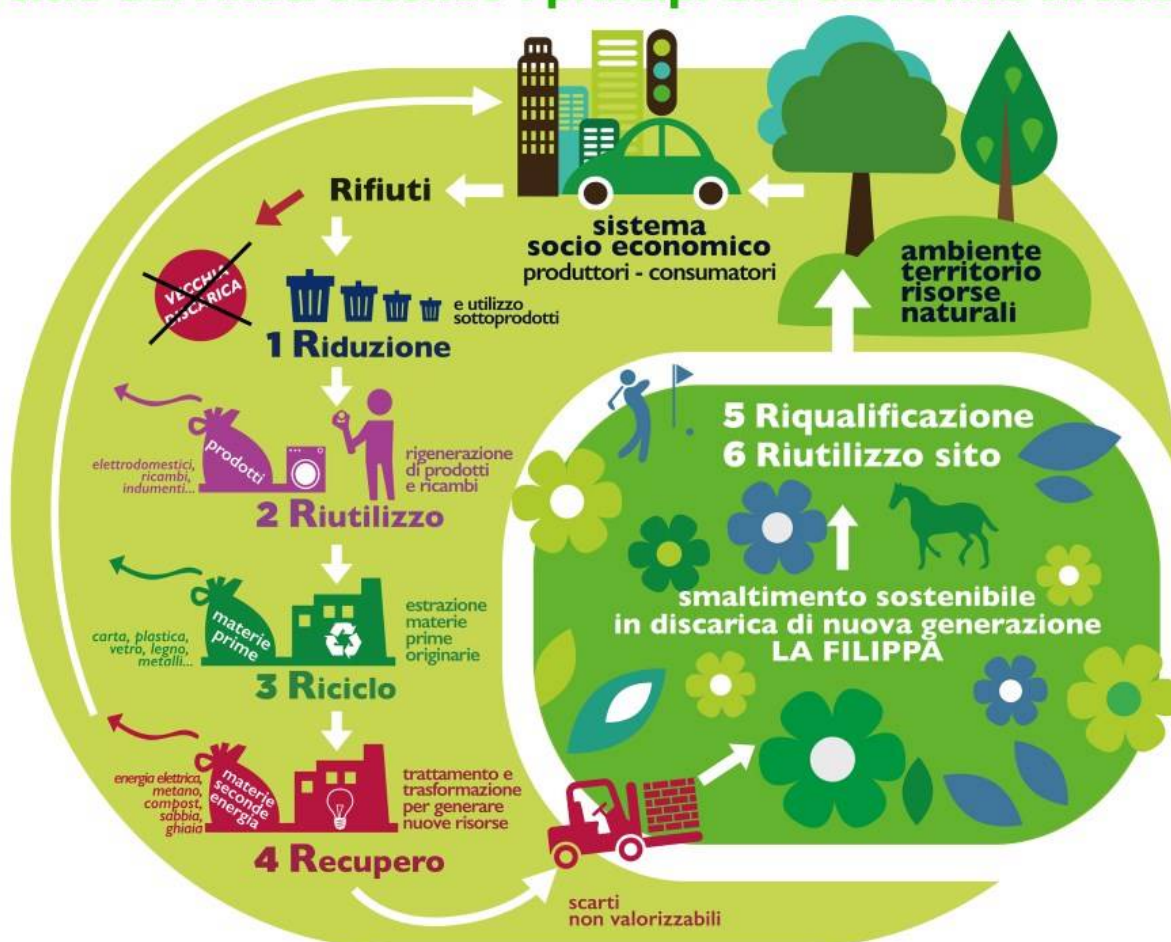 Rifiuti
sistema
socio economico
produttori - consumatori
ambiente
territorio
risorse
naturali
VECCHIA
DISCARICA
e utilizzo
sottoprodotti
1 Riduzione
prodotti
elettrodomestici,
ricambi,
indumenti...
rigenerazione
di prodotti
e ricambi
2 Riutilizzo
materie
prime
carta, plastica,
vetro, legno,
metalli...
estrazione
materie
prime
originarie
3 Riciclo
materie
seconde
energia
energia elettrica,
metano,
compost,
sabbia,
ghiaia
trattamento e
trasformazione
per generare
nuove risorse
4 Recupero
scarti
non valorizzabili
5 Riqualificazione
6 Riutilizzo sito
smaltimento sostenibile
in discarica di nuova generazione
LA FILIPPA